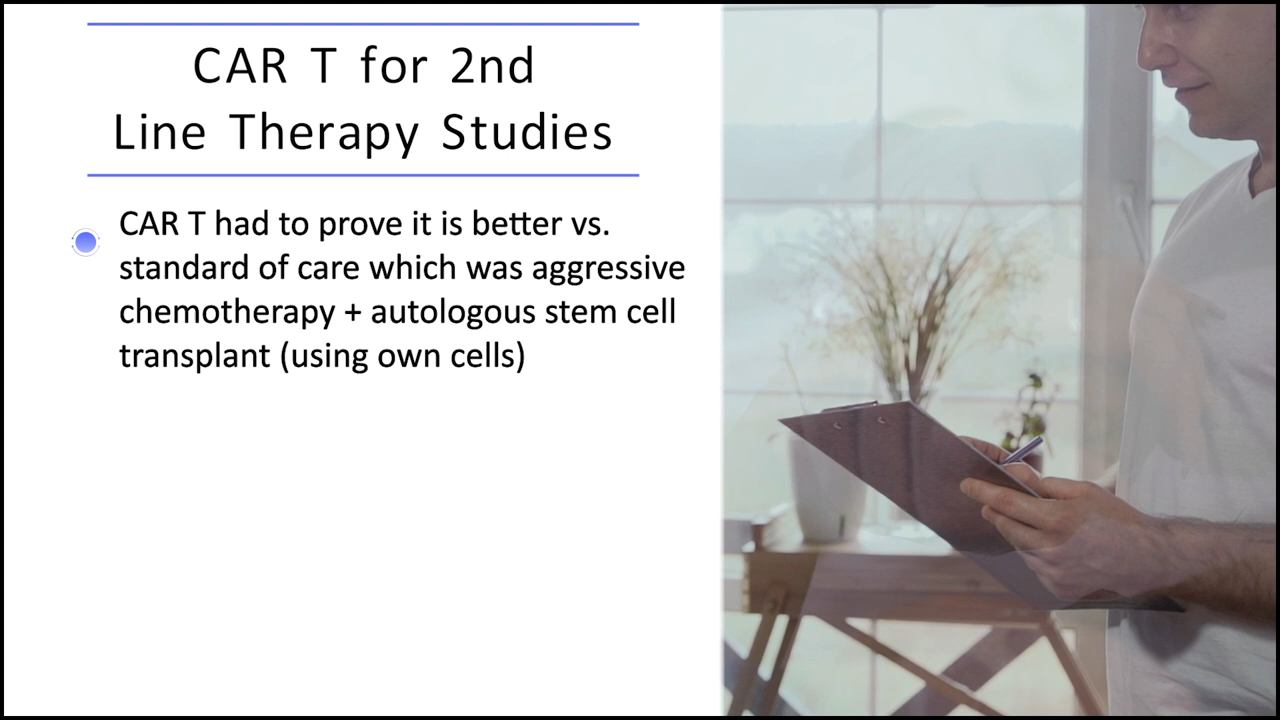 CAR T for 2nd
Line Therapy Studies
CAR T had to prove it is better vs.
standard of care which was aggressive
chemotherapy + autologous stem cell
transplant (using own cells)